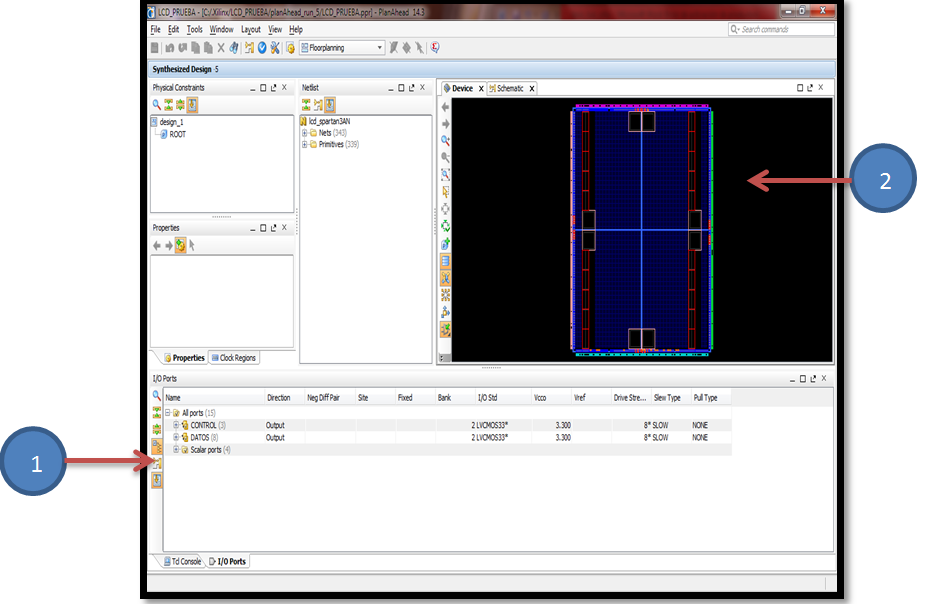 LCD_PRUEBA - [C:/Xilinx/LCD_PRUEBA/planAhead_run_5/LCD_PRUEBA.ppr] - PlanAhead 14.3
File Edit Tools Window Layout View Help
Search commands
Floorplanning
Synthesized Design 5
Physical Constraints
Netlist
Device
Schematic
design_1
ROOT
lcd_spartan3AN
Nets (343)
Primitives (339)
2
Properties
Properties
Clock Regions
I/O Ports
Name Direction Neg Diff Pair Site Fixed Bank I/O Std Vcco Vref Drive Stre... Slew Type Pull Type
All ports (15)
CONTROL (3) Output 2 LVCMOS33* 3.300 8* SLOW NONE
DATOS (8) Output 2 LVCMOS33* 3.300 8* SLOW NONE
Scalar ports (4)
1
Tcl Console
I/O Ports